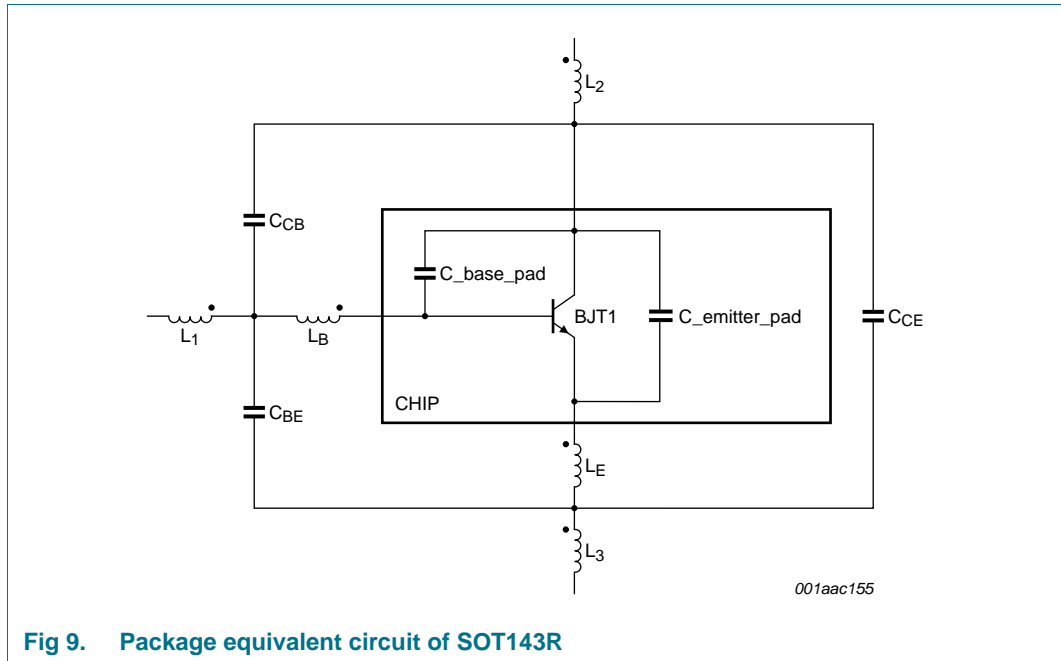 L2
CCB
C_base_pad
BJT1
C_emitter_pad
CCE
L1
LB
CBE
CHIP
LE
L3
001aac155
Fig 9. Package equivalent circuit of SOT143R